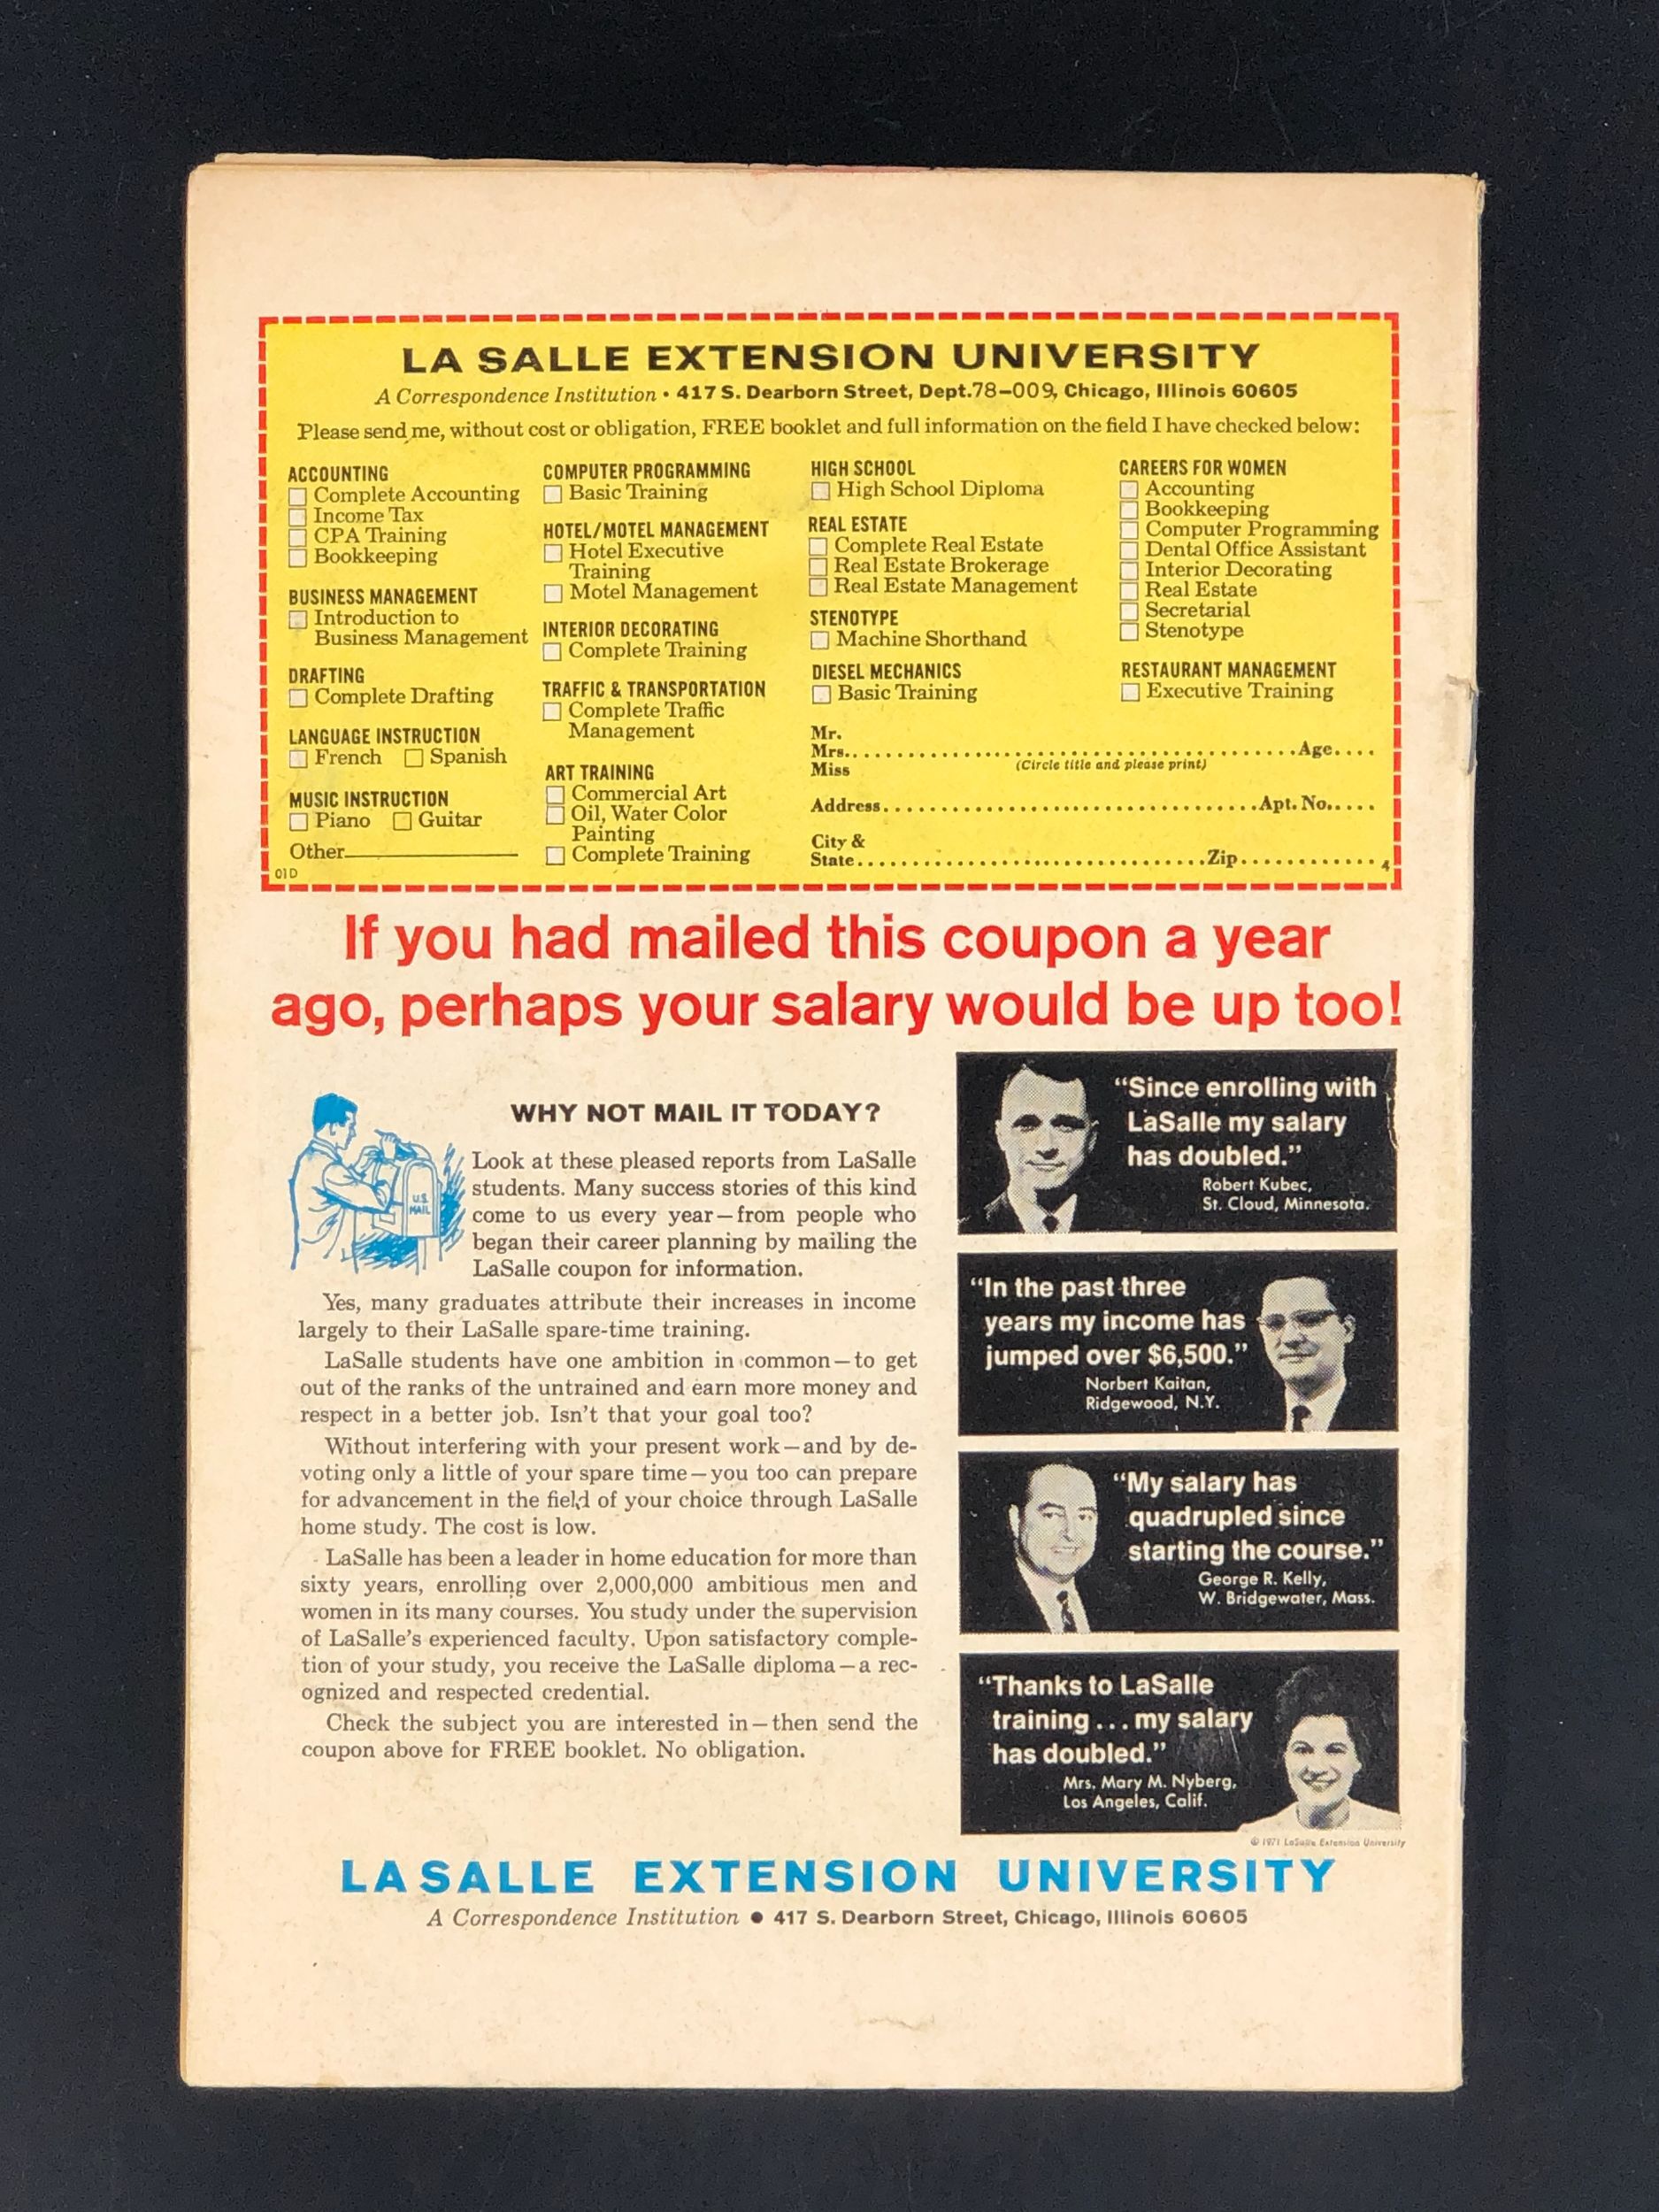 LA SALLE EXTENSION UNIVERSITY
A Correspondence Institution • 417 S. Dearborn Street, Dept.78–009, Chicago, Illinois 60605
Please send me, without cost or obligation, FREE booklet and full information on the field I have checked below:
ACCOUNTING
Complete Accounting
Income Tax
CPA Training
Bookkeeping
BUSINESS MANAGEMENT
Introduction to
Business Management
DRAFTING
Complete Drafting
LANGUAGE INSTRUCTION
French Spanish
MUSIC INSTRUCTION
Piano Guitar
Other
01D
COMPUTER PROGRAMMING
Basic Training
HOTEL/MOTEL MANAGEMENT
Hotel Executive
Training
Motel Management
INTERIOR DECORATING
Complete Training
TRAFFIC & TRANSPORTATION
Complete Traffic
Management
ART TRAINING
Commercial Art
Oil, Water Color
Painting
Complete Training
HIGH SCHOOL
High School Diploma
REAL ESTATE
Complete Real Estate
Real Estate Brokerage
Real Estate Management
STENOTYPE
Machine Shorthand
DIESEL MECHANICS
Basic Training
CAREERS FOR WOMEN
Accounting
Bookkeeping
Computer Programming
Dental Office Assistant
Interior Decorating
Real Estate
Secretarial
Stenotype
RESTAURANT MANAGEMENT
Executive Training
Mr.
Mrs. Age
Miss (Circle title and please print)
Address Apt. No.
City &
State Zip
4
If you had mailed this coupon a year
ago, perhaps your salary would be up too!
WHY NOT MAIL IT TODAY?
U.S.
MAIL
Look at these pleased reports from LaSalle
students. Many success stories of this kind
come to us every year—from people who
began their career planning by mailing the
LaSalle coupon for information.
Yes, many graduates attribute their increases in income
largely to their LaSalle spare-time training.
LaSalle students have one ambition in common—to get
out of the ranks of the untrained and earn more money and
respect in a better job. Isn't that your goal too?
Without interfering with your present work—and by de-
voting only a little of your spare time—you too can prepare
for advancement in the field of your choice through LaSalle
home study. The cost is low.
LaSalle has been a leader in home education for more than
sixty years, enrolling over 2,000,000 ambitious men and
women in its many courses. You study under the supervision
of LaSalle's experienced faculty. Upon satisfactory comple-
tion of your study, you receive the LaSalle diploma—a rec-
ognized and respected credential.
Check the subject you are interested in—then send the
coupon above for FREE booklet. No obligation.
“Since enrolling with
LaSalle my salary
has doubled.”
Robert Kubec,
St. Cloud, Minnesota.
“In the past three
years my income has
jumped over $6,500.”
Norbert Kaitan,
Ridgewood, N.Y.
“My salary has
quadrupled since
starting the course.”
George R. Kelly,
W. Bridgewater, Mass.
“Thanks to LaSalle
training...my salary
has doubled.”
Mrs. Mary M. Nyberg,
Los Angeles, Calif.
© 1971 LaSalle Extension University
LASALLE EXTENSION UNIVERSITY
A Correspondence Institution • 417 S. Dearborn Street, Chicago, Illinois 60605